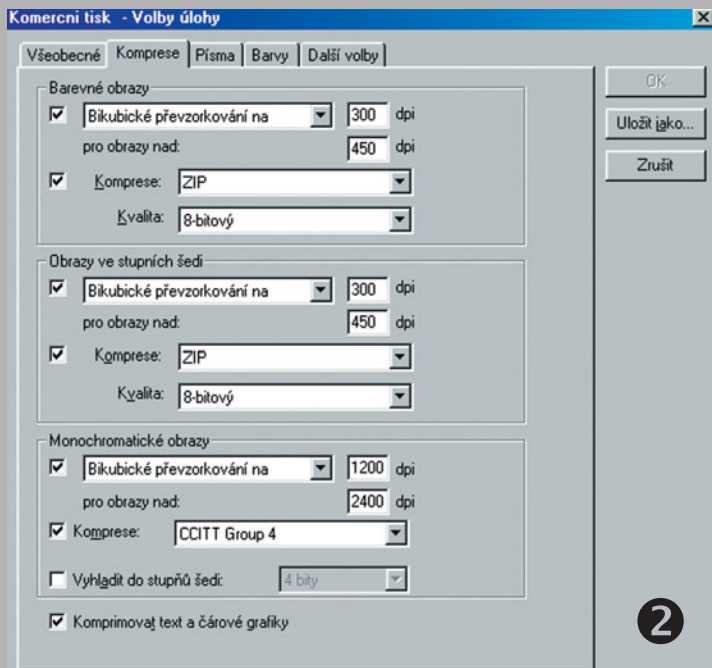 Komercni tisk - Volby úlohy
Všeobecné Komprese Písma Barvy Další volby
OK
Uložit jako...
Zrušit
Barevné obrazy
Bikubické převzorkování na 300 dpi
pro obrazy nad: 450 dpi
Komprese: ZIP
Kvalita: 8-bitový
Obrazy ve stupních šedi
Bikubické převzorkování na 300 dpi
pro obrazy nad: 450 dpi
Komprese: ZIP
Kvalita: 8-bitový
Monochromatické obrazy
Bikubické převzorkování na 1200 dpi
pro obrazy nad: 2400 dpi
Komprese: CCITT Group 4
Vyhladit do stupňů šedi: 4 bity
Komprimovat text a čárové grafiky
2